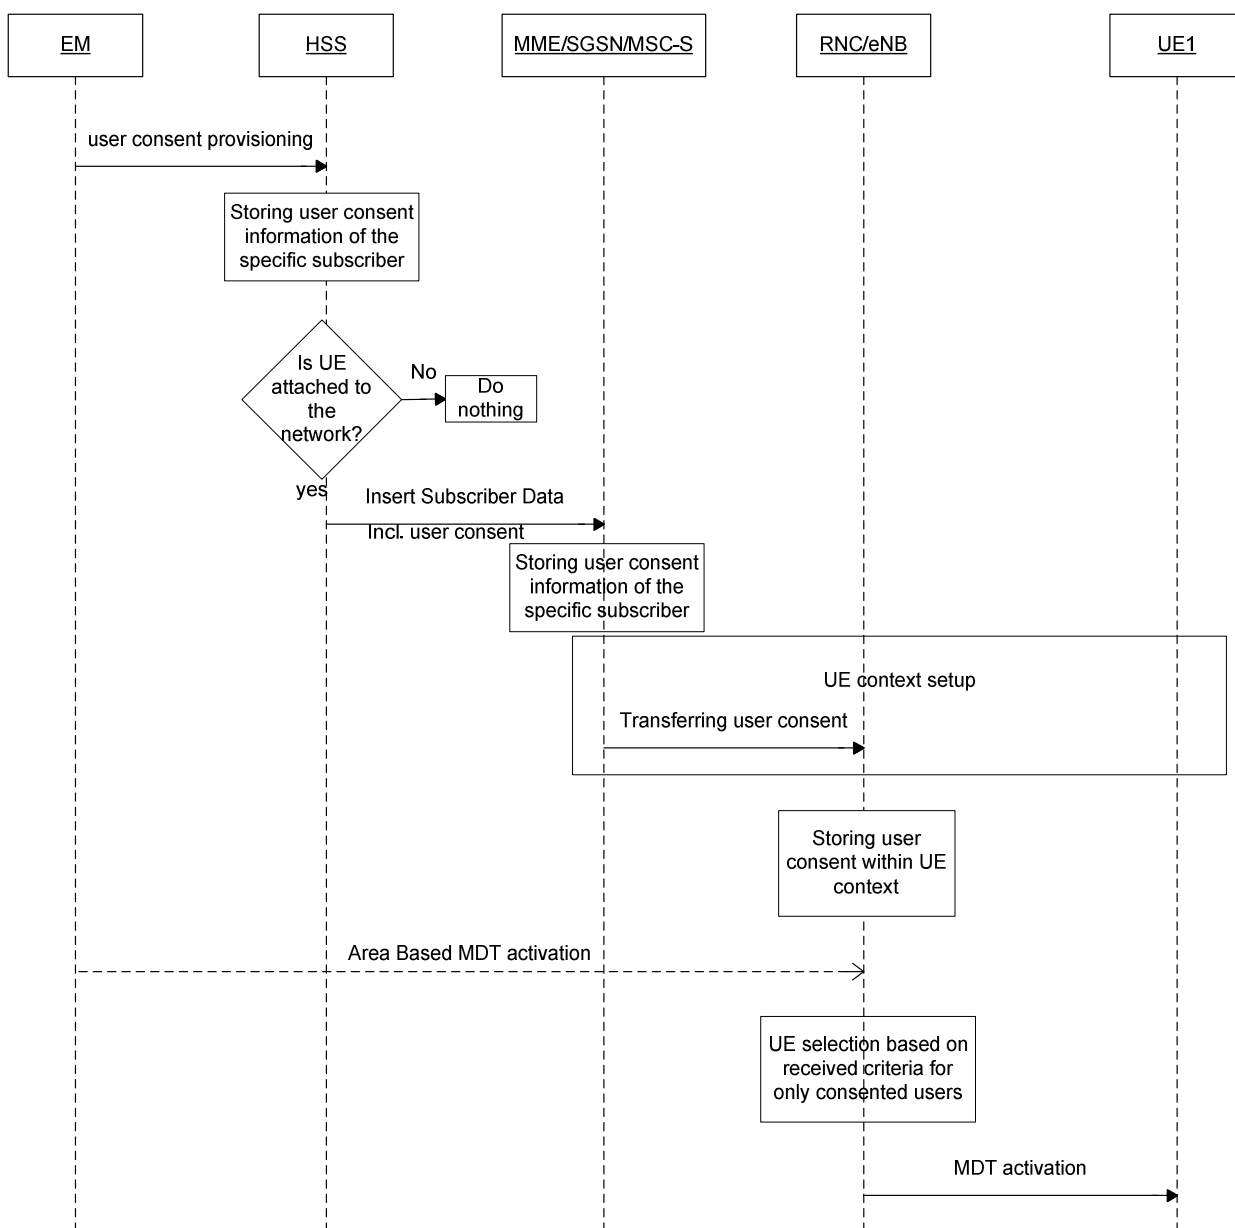 EM
HSS
MME/SGSN/MSC-S
RNC/eNB
UE1
user consent provisioning
Storing user consent
information of the
specific subscriber
Is UE
attached to
the
network?
No
Do
nothing
yes
Insert Subscriber Data
Incl. user consent
Storing user consent
information of the
specific subscriber
UE context setup
Transferring user consent
Storing user
consent within UE
context
Area Based MDT activation
UE selection based on
received criteria for
only consented users
MDT activation